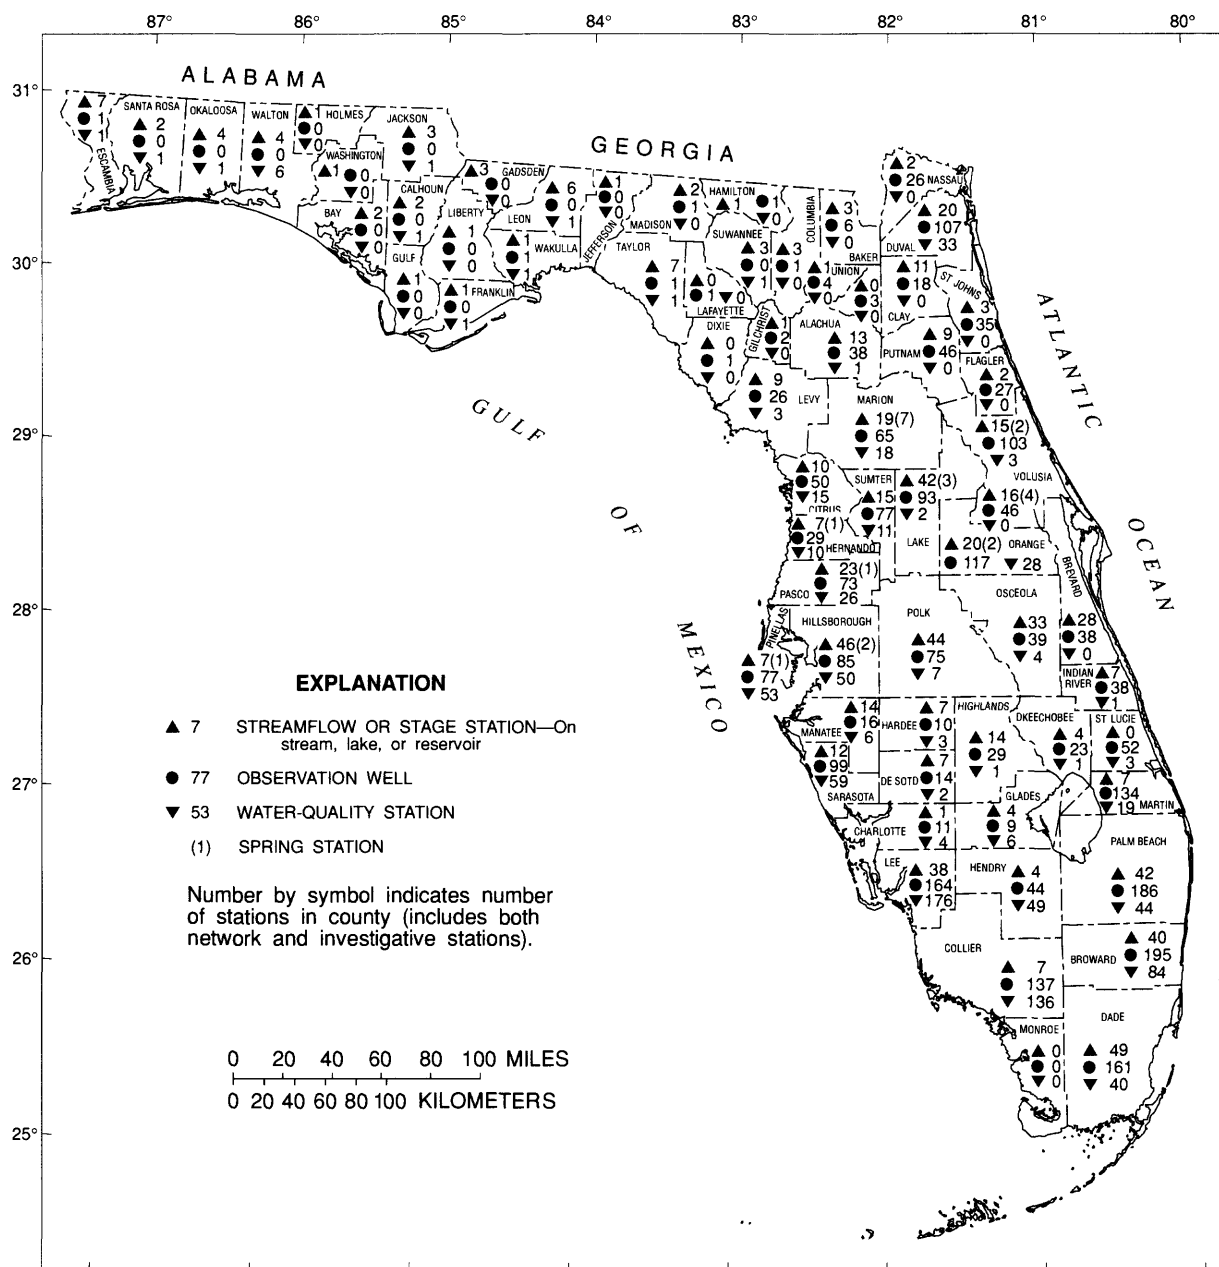 87° 86° 85° 84° 83° 82° 81° 80°
ALABAMA
31°
7
1
1
ESCAMBIA
SANTA ROSA
2
0
1
OKALOOSA
4
0
1
WALTON
4
0
6
1
0
0
HOLMES
JACKSON
3
0
1
WASHINGTON
1 0
0
GEORGIA
3
GADSDEN
0
0
CALHOUN
2
0
1
BAY
2
0
0
LIBERTY
1
0
0
LEON
6
0
1
1
0
0
JEFFERSON
MADISON
2
1
0
HAMILTON
1 1
0
COLUMBIA
3
6
0
BAKER
2
26
0
NASSAU
20
107
33
DUVAL
30°
GULF
1
0
0
1
0
1
FRANKLIN
1
1
1
WAKULLA
TAYLOR
7
1
1
SUWANNEE
3
0
1
3
1
0
1
4
0
UNION
0
3
0
11
18
0
CLAY
ST JOHNS
3
35
0
0
1 0
LAFAYETTE
DIXIE
0
1
0
GILCHRIST
1
2
0
ALACHUA
13
38
1
PUTNAM
9
46
0
FLAGLER
2
27
0
ATLANTIC
OCEAN
GULF
OF
MEXICO
29°
9
26
3
LEVY
MARION
19(7)
65
18
15(2)
103
3
VOLUSIA
10
50
15
CITRUS
SUMTER
15
77
11
42(3)
93
2
LAKE
16(4)
46
0
7(1)
29
10
HERNANDO
20(2)
117 28
ORANGE
BREVARD
28
38
0
28°
23(1)
73
26
PASCO
PINELLAS
7(1)
77
53
HILLSBOROUGH
46(2)
85
50
POLK
44
75
7
OSCEOLA
33
39
4
INDIAN
RIVER
7
38
1
EXPLANATION
7 STREAMFLOW OR STAGE STATION—On
stream, lake, or reservoir
77 OBSERVATION WELL
53 WATER-QUALITY STATION
(1) SPRING STATION
Number by symbol indicates number
of stations in county (includes both
network and investigative stations).
27°
14
16
6
MANATEE
HARDEE
7
10
3
HIGHLANDS
14
29
1
OKEECHOBEE
4
23
1
ST LUCIE
0
52
3
12
99
59
SARASOTA
DE SOTO
7
14
2
GLADES
4
9
6
134
19
MARTIN
CHARLOTTE
1
11
4
LEE
38
164
176
HENDRY
4
44
49
PALM BEACH
42
186
44
26°
COLLIER
7
137
136
BROWARD
40
195
84
MONROE
0
0
0
DADE
49
161
40
0 20 40 60 80 100 MILES
0 20 40 60 80 100 KILOMETERS
25°
87° 86° 85° 84° 83° 82° 81° 80°